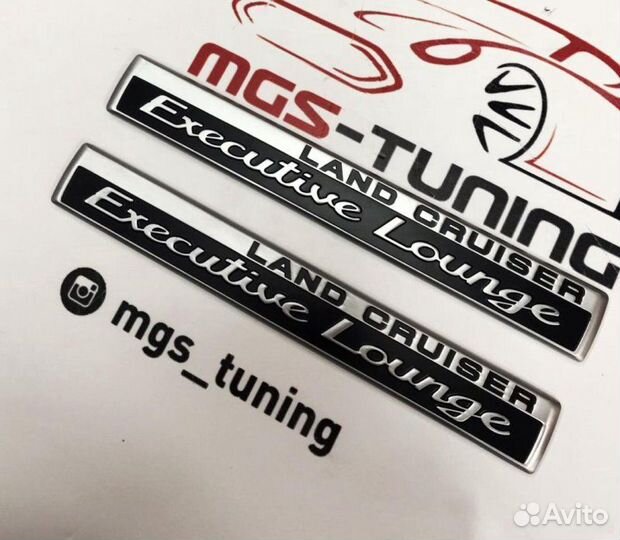 MGS-TUNING
LAND CRUISER
Executive Lounge
LAND CRUISER
Executive Lounge
mgs_tuning
Avito